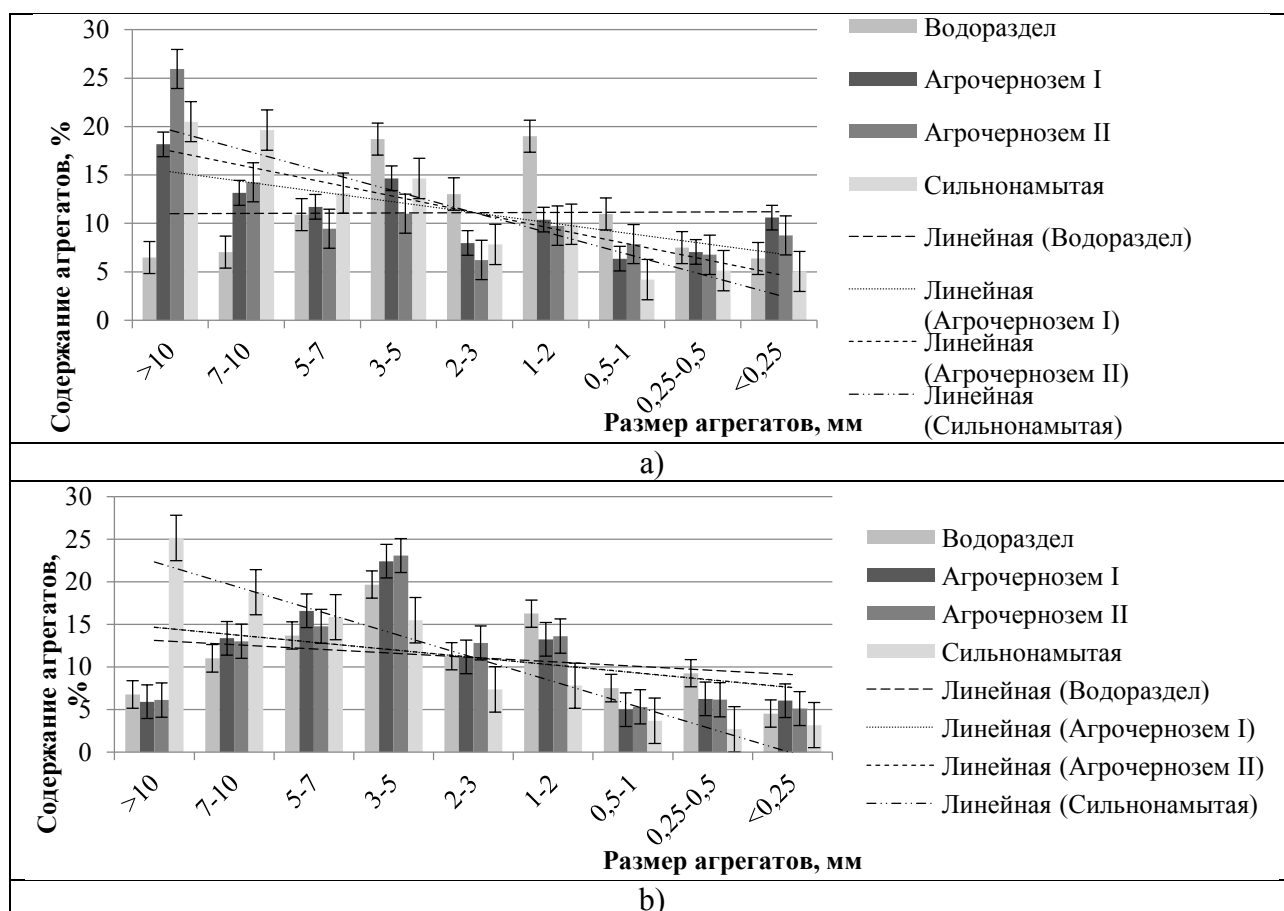 Содержание агрегатов, %
30
25
20
15
10
5
0
>10
7-10
5-7
3-5
2-3
1-2
0,5-1
0,25-0,5
<0,25
Размер агрегатов, мм
Водораздел
Агрочернозем I
Агрочернозем II
Сильнонамытая
Линейная (Водораздел)
Линейная
(Агрочернозем I)
Линейная
(Агрочернозем II)
Линейная
(Сильнонамытая)
a)
Содержание агрегатов,
%
30
25
20
15
10
5
0
>10
7-10
5-7
3-5
2-3
1-2
0,5-1
0,25-0,5
<0,25
Размер агрегатов, мм
Водораздел
Агрочернозем I
Агрочернозем II
Сильнонамытая
Линейная (Водораздел)
Линейная (Агрочернозем I)
Линейная (Агрочернозем II)
Линейная (Сильнонамытая)
b)